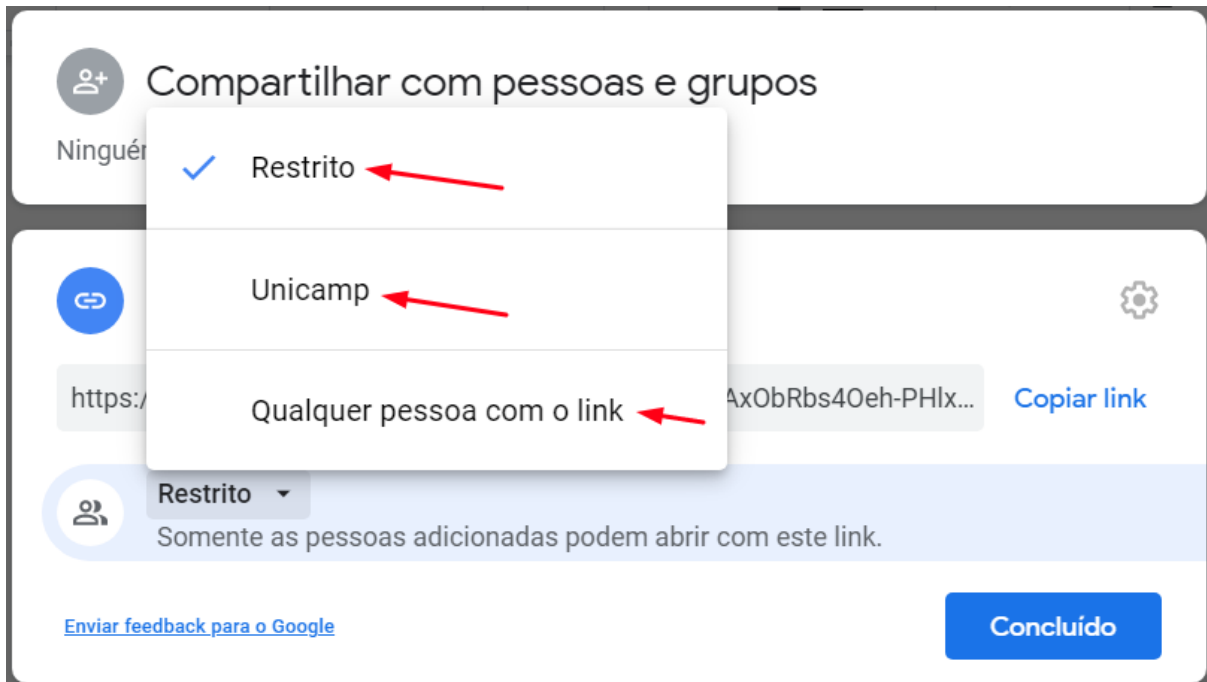 Compartilhar com pessoas e grupos
Restrito
Unicamp
Qualquer pessoa com o link
https:/
AxObRbs4Oeh-PHlx...
Copiar link
Restrito
Somente as pessoas adicionadas podem abrir com este link.
Enviar feedback para o Google
Concluído